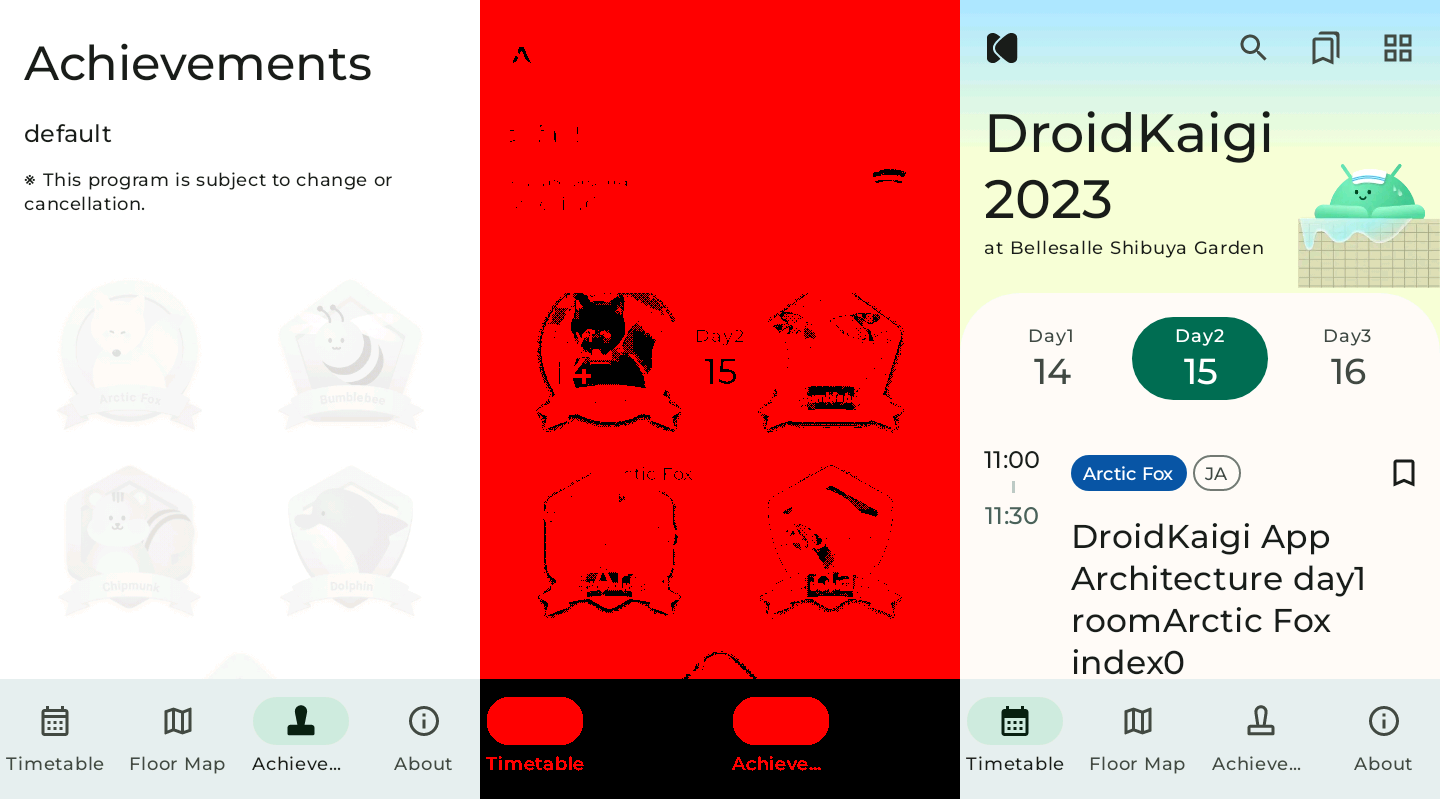 Achievements
default
※ This program is subject to change or
cancellation.
Arctic Fox
Bumblebee
Chipmunk
Dolphin
Timetable
Floor Map
Achieve...
About
Day2
15
ctic Fox
Timetable
Achieve...
DroidKaigi
2023
at Bellesalle Shibuya Garden
Day1
14
Day2
15
Day3
16
11:00
11:30
Arctic Fox
JA
DroidKaigi App
Architecture day1
roomArctic Fox
index0
Timetable
Floor Map
Achieve...
About